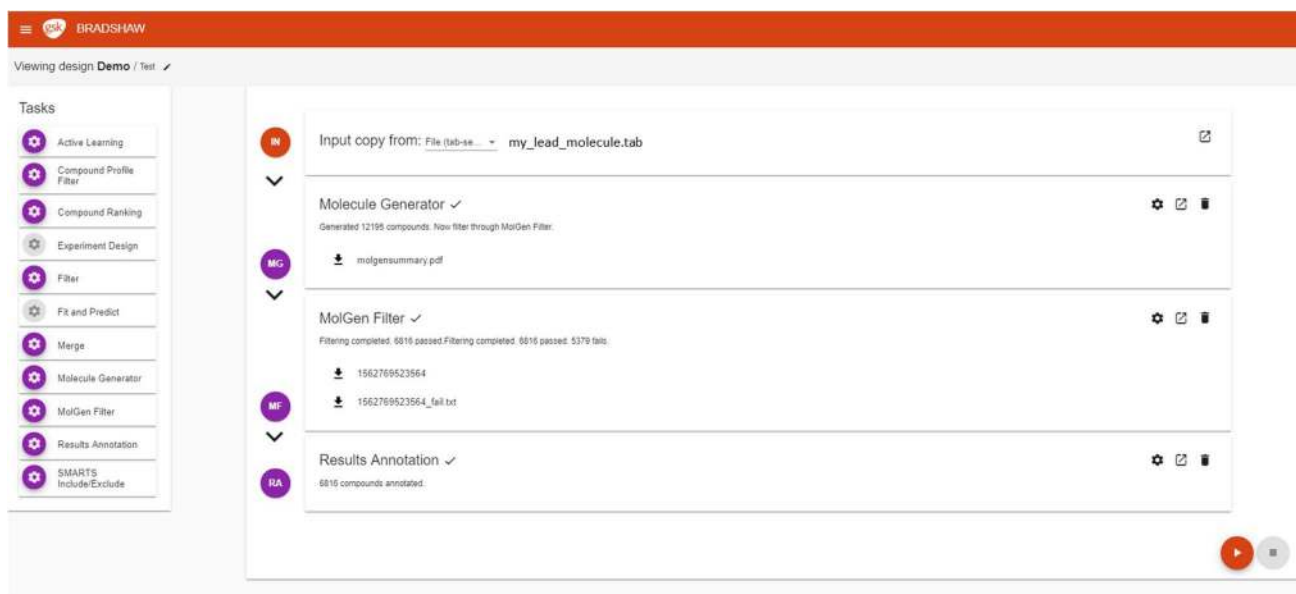 gsk BRADSHAW
Viewing design Demo / Test
Tasks
Active Learning
Compound Profile
Filter
Compound Ranking
Experiment Design
Filter
Fit and Predict
Merge
Molecule Generator
MolGen Filter
Results Annotation
SMARTS
Include/Exclude
IN
Input copy from: File (tab-se... my_lead_molecule.tab
Molecule Generator
Generated 12195 compounds. Now filter through MolGen Filter.
MG
molgensummary.pdf
MolGen Filter
Filtering completed. 6816 passed.Filtering completed. 6816 passed. 5379 fails.
1562769523564
MF
1562769523564_fail.txt
Results Annotation
RA
6816 compounds annotated.